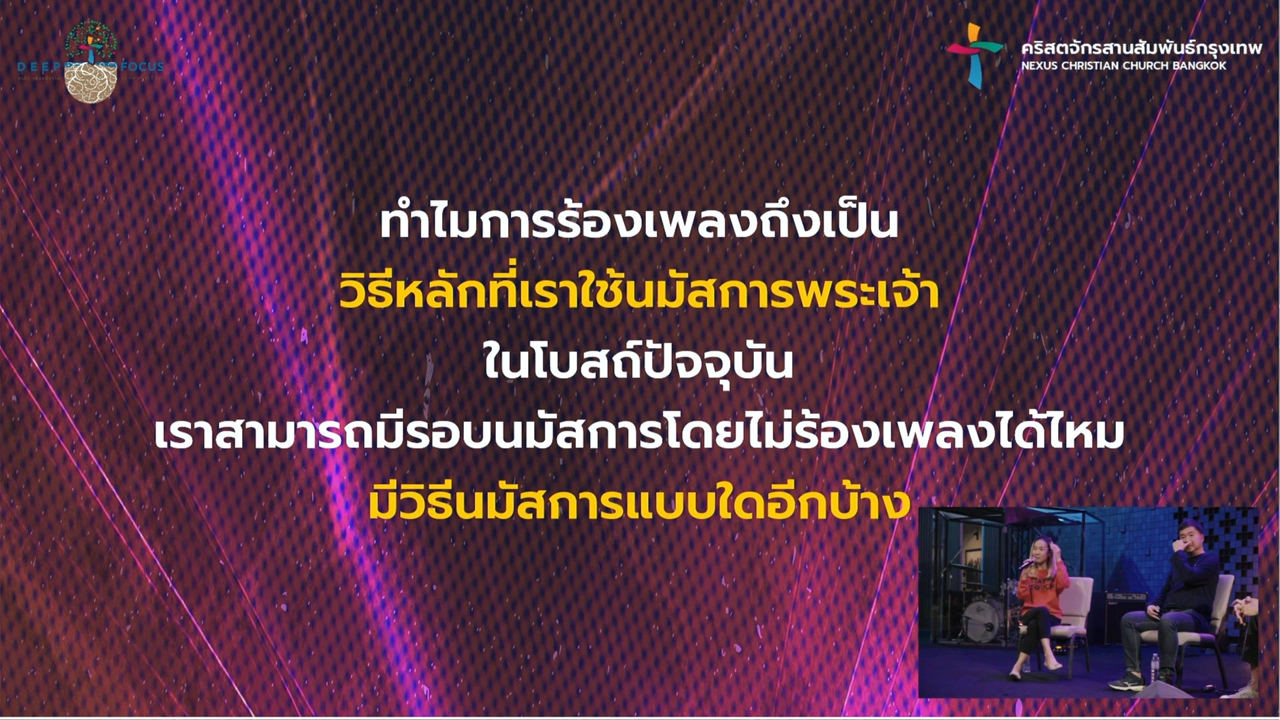 DEEP FOCUS
คริสตจักรสานสัมพันธ์กรุงเทพ
NEXUS CHRISTIAN CHURCH BANGKOK
ทำไมการร้องเพลงถึงเป็น
วิธีหลักที่เราใช้นมัสการพระเจ้า
ในโบสถ์ปัจจุบัน
เราสามารถมีรอบนมัสการโดยไม่ร้องเพลงได้ไหม
มีวิธีนมัสการแบบใดอีกบ้าง